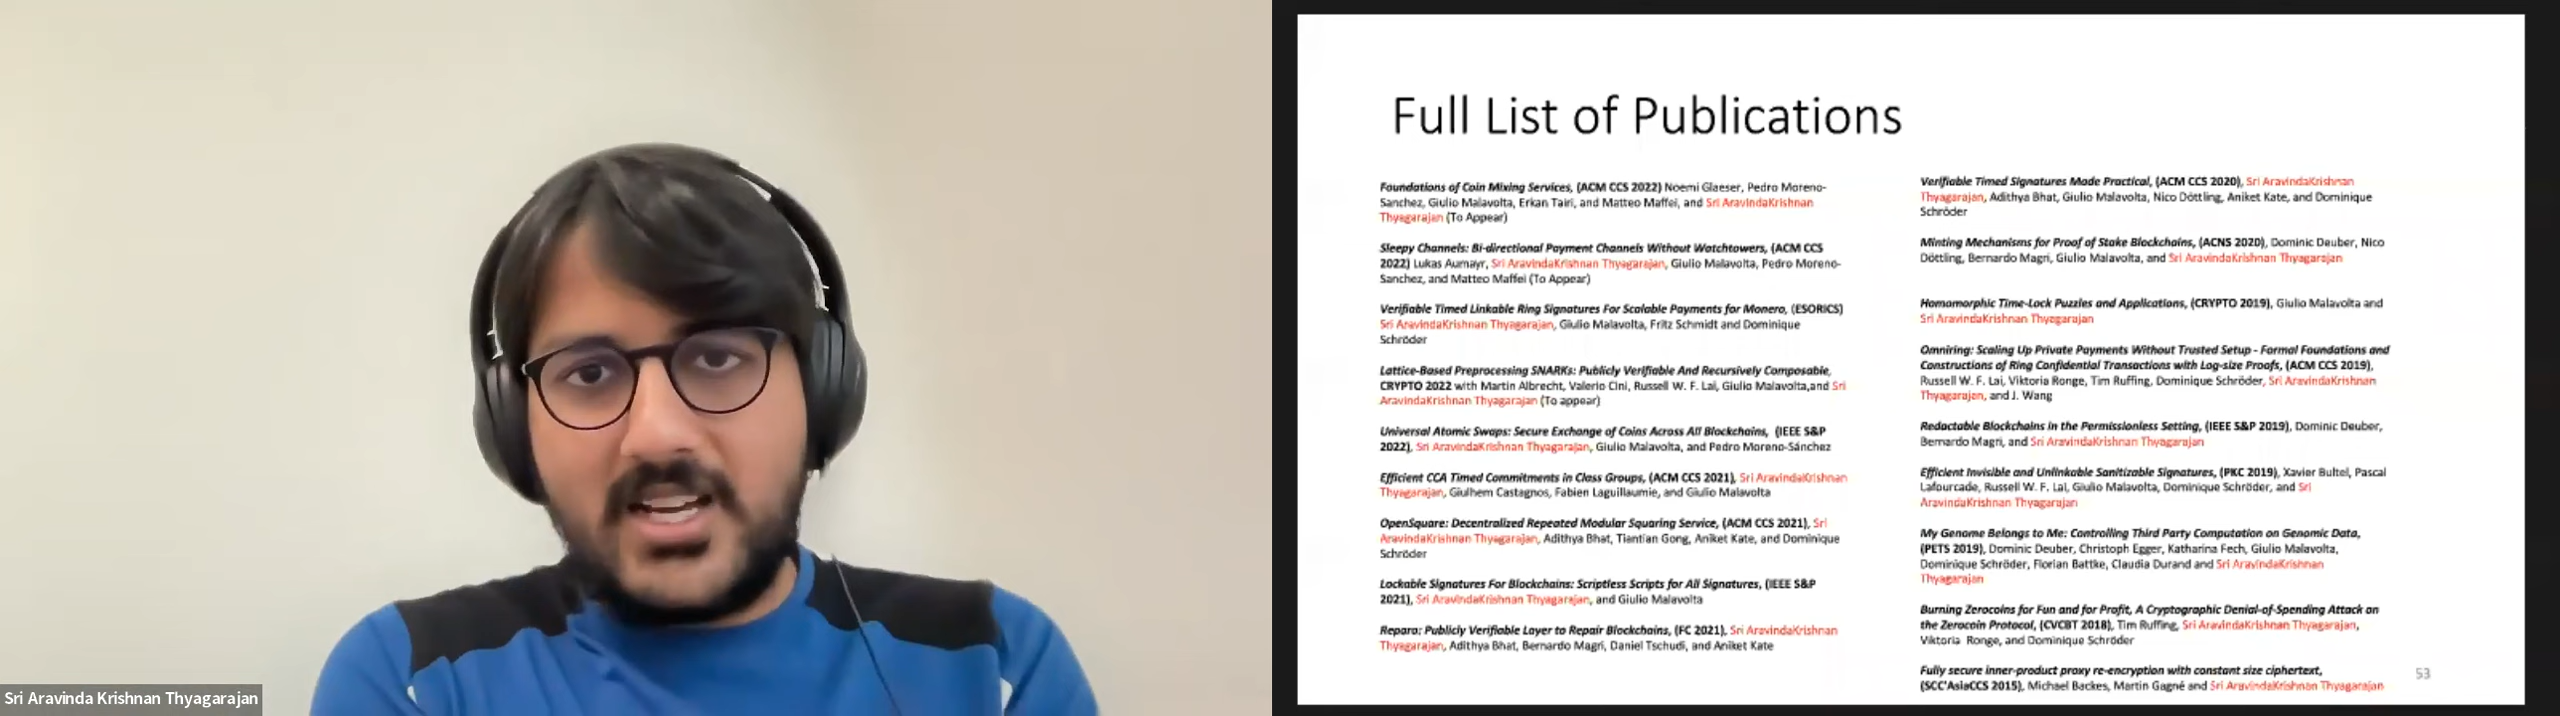 Sri Aravinda Krishnan Thyagarajan
Full List of Publications
Foundations of Coin Mixing Services, (ACM CCS 2022) Noemi Glaeser, Pedro Moreno-
Sanchez, Giulio Malavolta, Erkan Tairi, and Matteo Maffei, and Sri AravindaKrishnan
Thyagarajan (To Appear)
Sleepy Channels: Bi-directional Payment Channels Without Watchtowers, (ACM CCS
2022) Lukas Aumayr, Sri AravindaKrishnan Thyagarajan, Giulio Malavolta, Pedro Moreno-
Sanchez, and Matteo Maffei (To Appear)
Verifiable Timed Linkable Ring Signatures For Scalable Payments for Monero, (ESORICS)
Sri AravindaKrishnan Thyagarajan, Giulio Malavolta, Fritz Schmidt and Dominique
Schröder
Lattice-Based Preprocessing SNARKs: Publicly Verifiable And Recursively Composable,
CRYPTO 2022 with Martin Albrecht, Valerio Cini, Russell W. F. Lai, Giulio Malavolta,and Sri
AravindaKrishnan Thyagarajan (To appear)
Universal Atomic Swaps: Secure Exchange of Coins Across All Blockchains, (IEEE S&P
2022), Sri AravindaKrishnan Thyagarajan, Giulio Malavolta, and Pedro Moreno-Sánchez
Efficient CCA Timed Commitments in Class Groups, (ACM CCS 2021), Sri AravindaKrishnan
Thyagarajan, Giulhem Castagnos, Fabien Laguillaumie, and Giulio Malavolta
OpenSquare: Decentralized Repeated Modular Squaring Service, (ACM CCS 2021), Sri
AravindaKrishnan Thyagarajan, Adithya Bhat, Tiantian Gong, Aniket Kate, and Dominique
Schröder
Lockable Signatures For Blockchains: Scriptless Scripts for All Signatures, (IEEE S&P
2021), Sri AravindaKrishnan Thyagarajan, and Giulio Malavolta
Reparo: Publicly Verifiable Layer to Repair Blockchains, (FC 2021), Sri AravindaKrishnan
Thyagarajan, Adithya Bhat, Bernardo Magri, Daniel Tschudi, and Aniket Kate
Verifiable Timed Signatures Made Practical, (ACM CCS 2020), Sri AravindaKrishnan
Thyagarajan, Adithya Bhat, Giulio Malavolta, Nico Döttling, Aniket Kate, and Dominique
Schröder
Minting Mechanisms for Proof of Stake Blockchains, (ACNS 2020), Dominic Deuber, Nico
Döttling, Bernardo Magri, Giulio Malavolta, and Sri AravindaKrishnan Thyagarajan
Homomorphic Time-Lock Puzzles and Applications, (CRYPTO 2019), Giulio Malavolta and
Sri AravindaKrishnan Thyagarajan
Omniring: Scaling Up Private Payments Without Trusted Setup - Formal Foundations and
Constructions of Ring Confidential Transactions with Log-size Proofs, (ACM CCS 2019),
Russell W. F. Lai, Viktoria Ronge, Tim Ruffing, Dominique Schröder, Sri AravindaKrishnan
Thyagarajan, and J. Wang
Redactable Blockchains in the Permissionless Setting, (IEEE S&P 2019), Dominic Deuber,
Bernardo Magri, and Sri AravindaKrishnan Thyagarajan
Efficient Invisible and Unlinkable Sanitizable Signatures, (PKC 2019), Xavier Bultel, Pascal
Lafourcade, Russell W. F. Lai, Giulio Malavolta, Dominique Schröder, and Sri
AravindaKrishnan Thyagarajan
My Genome Belongs to Me: Controlling Third Party Computation on Genomic Data,
(PETS 2019), Dominic Deuber, Christoph Egger, Katharina Fech, Giulio Malavolta,
Dominique Schröder, Florian Battke, Claudia Durand and Sri AravindaKrishnan
Thyagarajan
Burning Zerocoins for Fun and for Profit, A Cryptographic Denial-of-Spending Attack on
the Zerocoin Protocol, (CVCBT 2018), Tim Ruffing, Sri AravindaKrishnan Thyagarajan,
Viktoria Ronge, and Dominique Schröder
Fully secure inner-product proxy re-encryption with constant size ciphertext,
(SCC'AsiaCCS 2015), Michael Backes, Martin Gagné and Sri AravindaKrishnan Thyagarajan
53